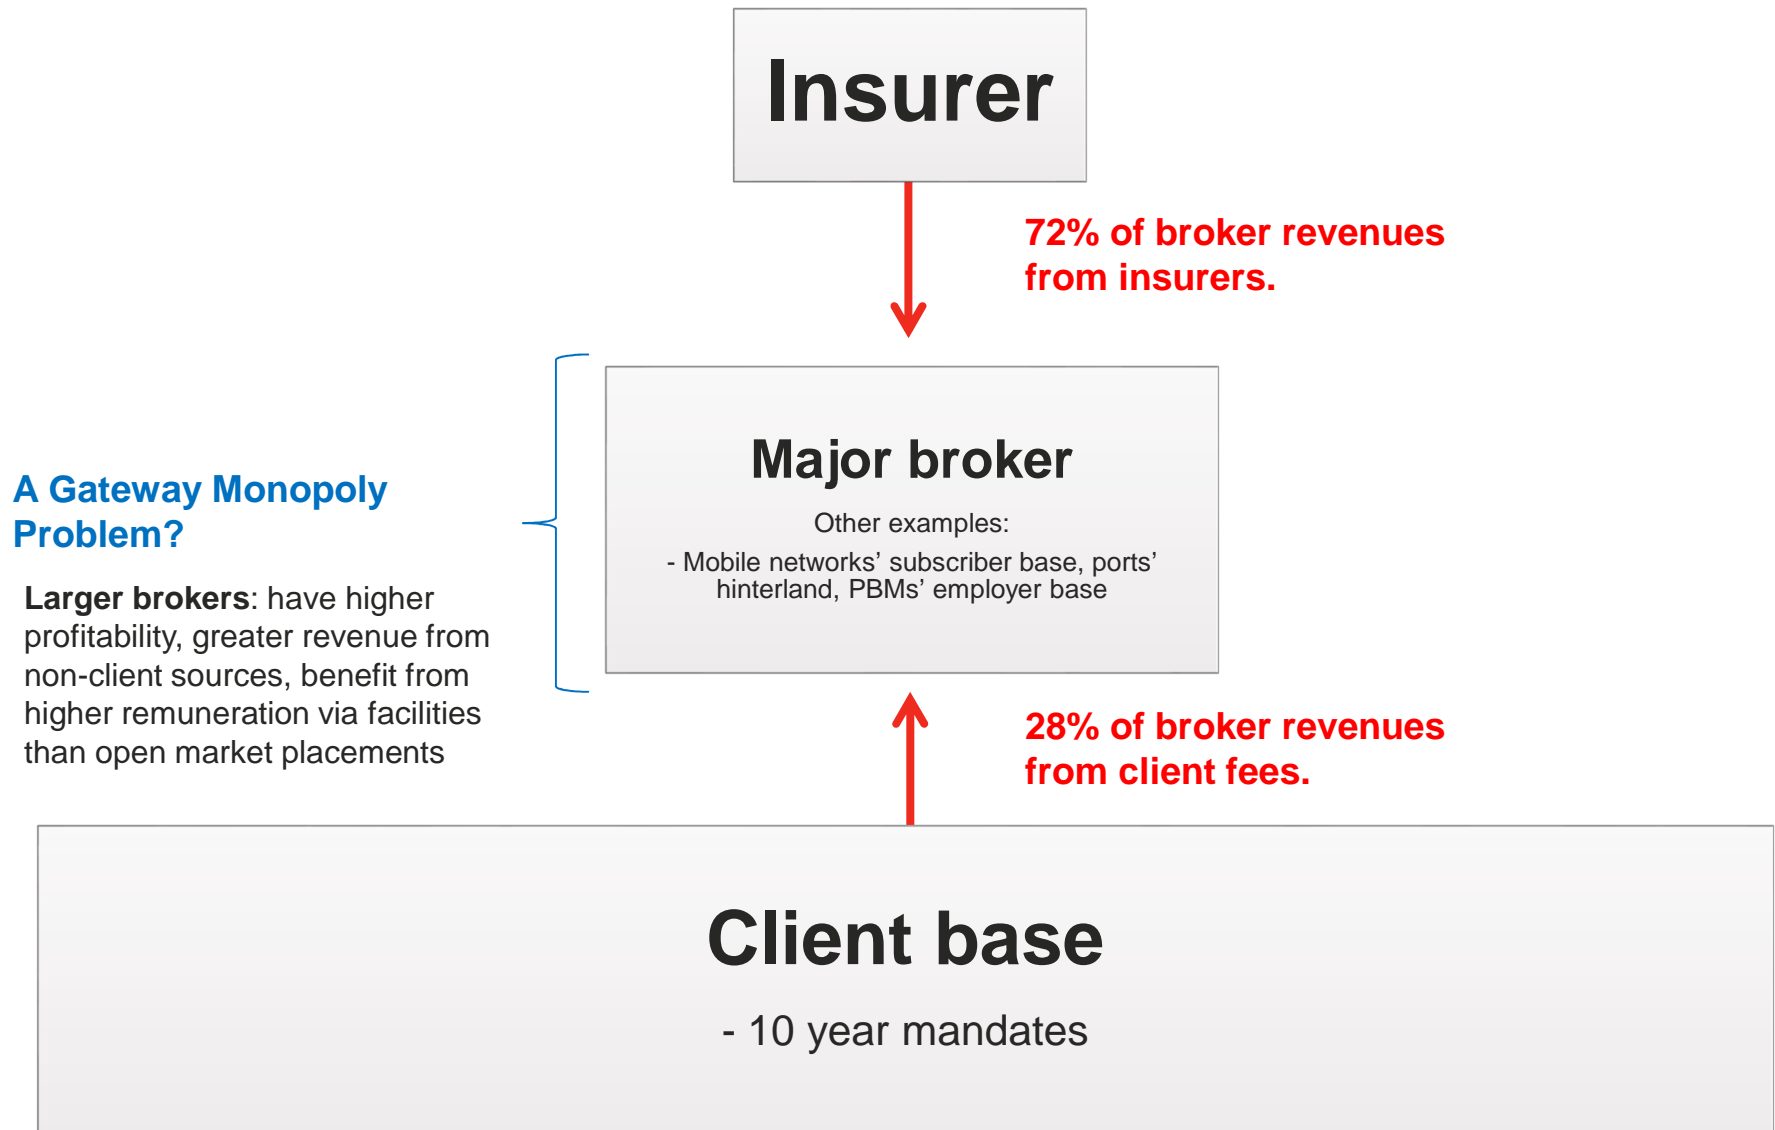 Insurer
72% of broker revenues
from insurers.
Major broker
Other examples:
- Mobile networks’ subscriber base, ports’
hinterland, PBMs’ employer base
A Gateway Monopoly
Problem?
Larger brokers: have higher
profitability, greater revenue from
non-client sources, benefit from
higher remuneration via facilities
than open market placements
28% of broker revenues
from client fees.
Client base
- 10 year mandates